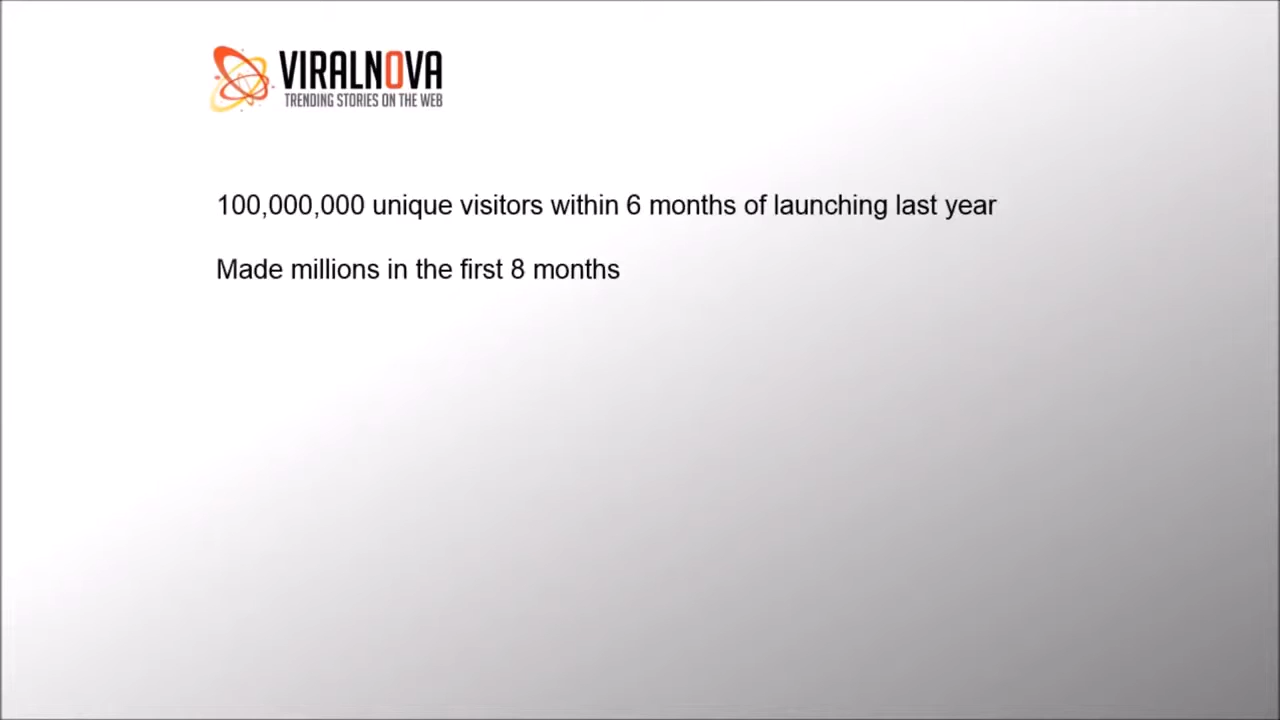 VIRALNOVA
TRENDING STORIES ON THE WEB
100,000,000 unique visitors within 6 months of launching last year
Made millions in the first 8 months